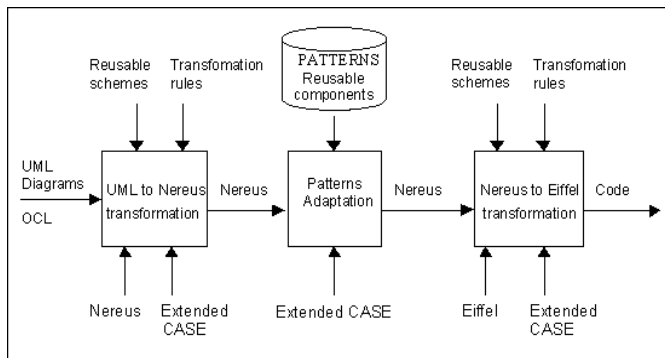 PATTERNS
Reusable
components
Reusable
schemes
Transfomation
rules
Reusable
schemes
Transfomation
rules
UML
Diagrams
OCL
UML to Nereus
transformation
Nereus
Patterns
Adaptation
Nereus
Nereus to Eiffel
transformation
Code
Nereus
Extended
CASE
Extended CASE
Eiffel
Extended
CASE